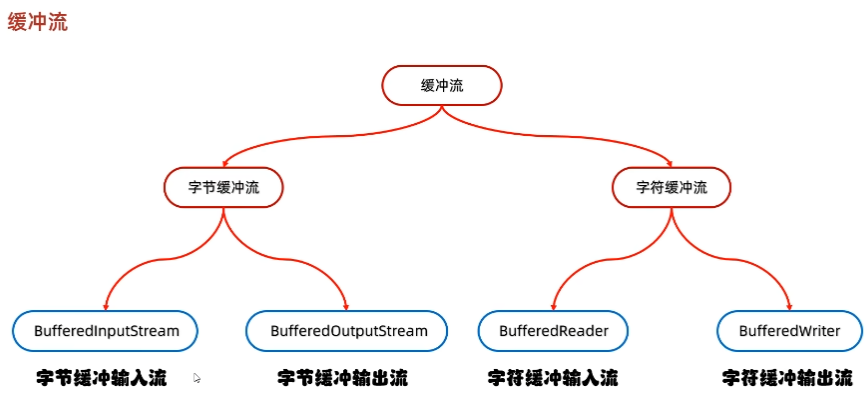 缓冲流
缓冲流
字节缓冲流
字符缓冲流
BufferedInputStream
BufferedOutputStream
BufferedReader
BufferedWriter
字节缓冲输入流
字节缓冲输出流
字符缓冲输入流
字符缓冲输出流